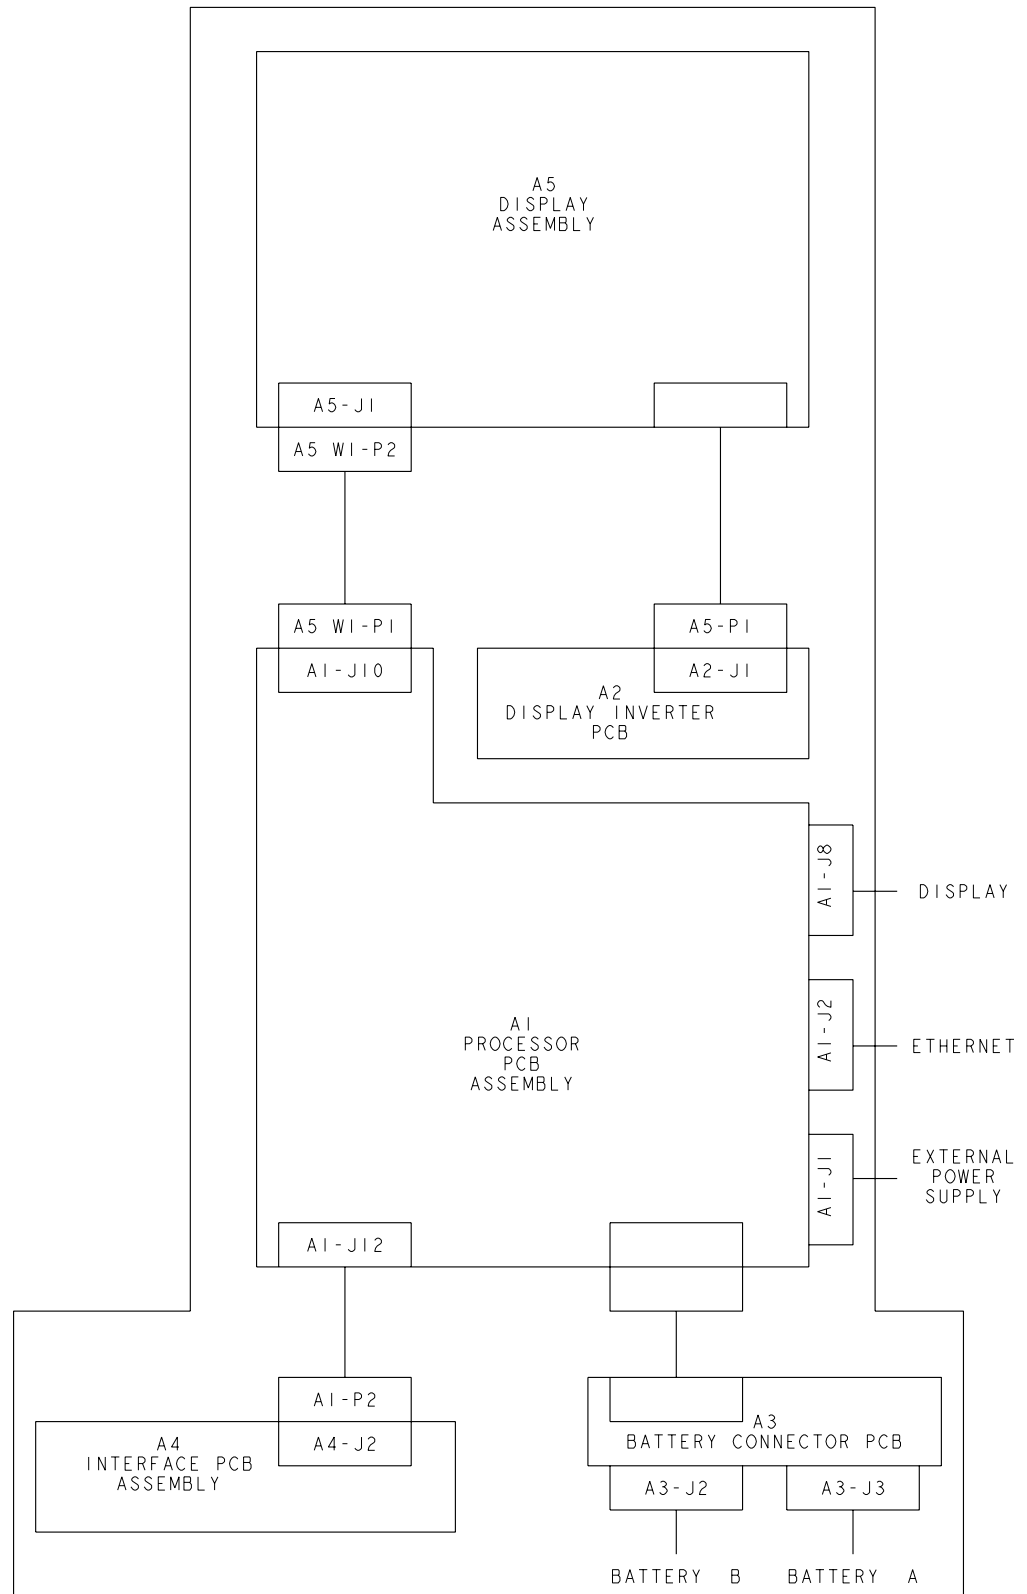 A5
DISPLAY
ASSEMBLY
A5-J1
A5 W1-P2
A5 W1-P1
A1-J10
A5-P1
A2-J1
A2
DISPLAY INVERTER
PCB
A1-J8
DISPLAY
A1-J2
ETHERNET
A1
PROCESSOR
PCB
ASSEMBLY
A1-J1
EXTERNAL
POWER
SUPPLY
A1-J12
A1-P2
A4-J2
A4
INTERFACE PCB
ASSEMBLY
A3
BATTERY CONNECTOR PCB
A3-J2
A3-J3
BATTERY B
BATTERY A